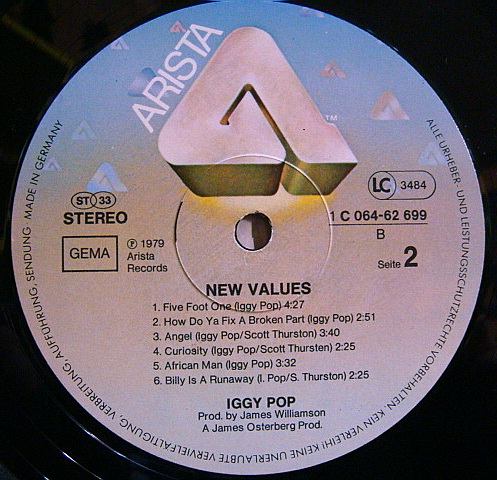 ARISTA
TM
ST 33
STEREO
GEMA
℗ 1979
Arista
Records
LC 3484
1 C 064-62 699
B
Seite 2
NEW VALUES
1. Five Foot One (Iggy Pop) 4:27
2. How Do Ya Fix A Broken Part (Iggy Pop) 2:51
3. Angel (Iggy Pop/Scott Thurston) 3:40
4. Curiosity (Iggy Pop/Scott Thursten) 2:25
5. African Man (Iggy Pop) 3:32
6. Billy Is A Runaway (I. Pop/S. Thurston) 2:25
IGGY POP
Prod. by James Williamson
A James Osterberg Prod.
ALLE URHEBER- UND LEISTUNGSSCHUTZRECHTE VORBEHALTEN. KEIN VERLEIH! KEINE UNERLAUBTE VERVIELFÄLTIGUNG, VERBREITUNG, AUFFÜHRUNG, SENDUNG · MADE IN GERMANY